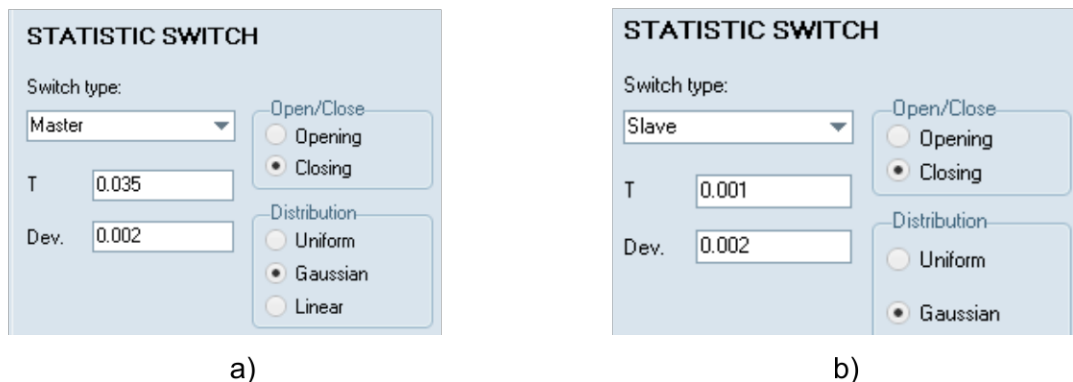 STATISTIC SWITCH
Switch type:
Master
Open/Close
Opening
Closing
T 0.035
Dev. 0.002
Distribution
Uniform
Gaussian
Linear
a)
STATISTIC SWITCH
Switch type:
Slave
Open/Close
Opening
Closing
T 0.001
Dev. 0.002
Distribution
Uniform
Gaussian
b)